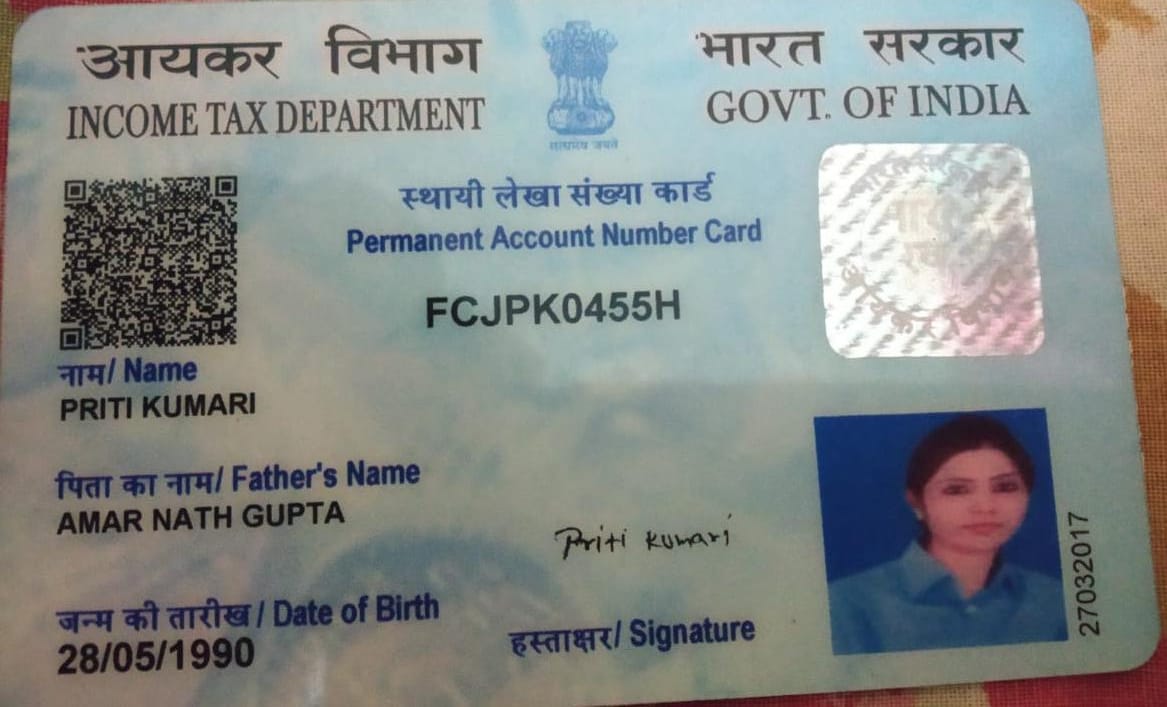 आयकर विभाग
INCOME TAX DEPARTMENT
सत्यमेव जयते
भारत सरकार
GOVT. OF INDIA
स्थायी लेखा संख्या कार्ड
Permanent Account Number Card
FCJPK0455H
नाम/ Name
PRITI KUMARI
पिता का नाम/ Father's Name
AMAR NATH GUPTA
Priti Kumari
जन्म की तारीख / Date of Birth
28/05/1990
हस्ताक्षर/ Signature
27032017